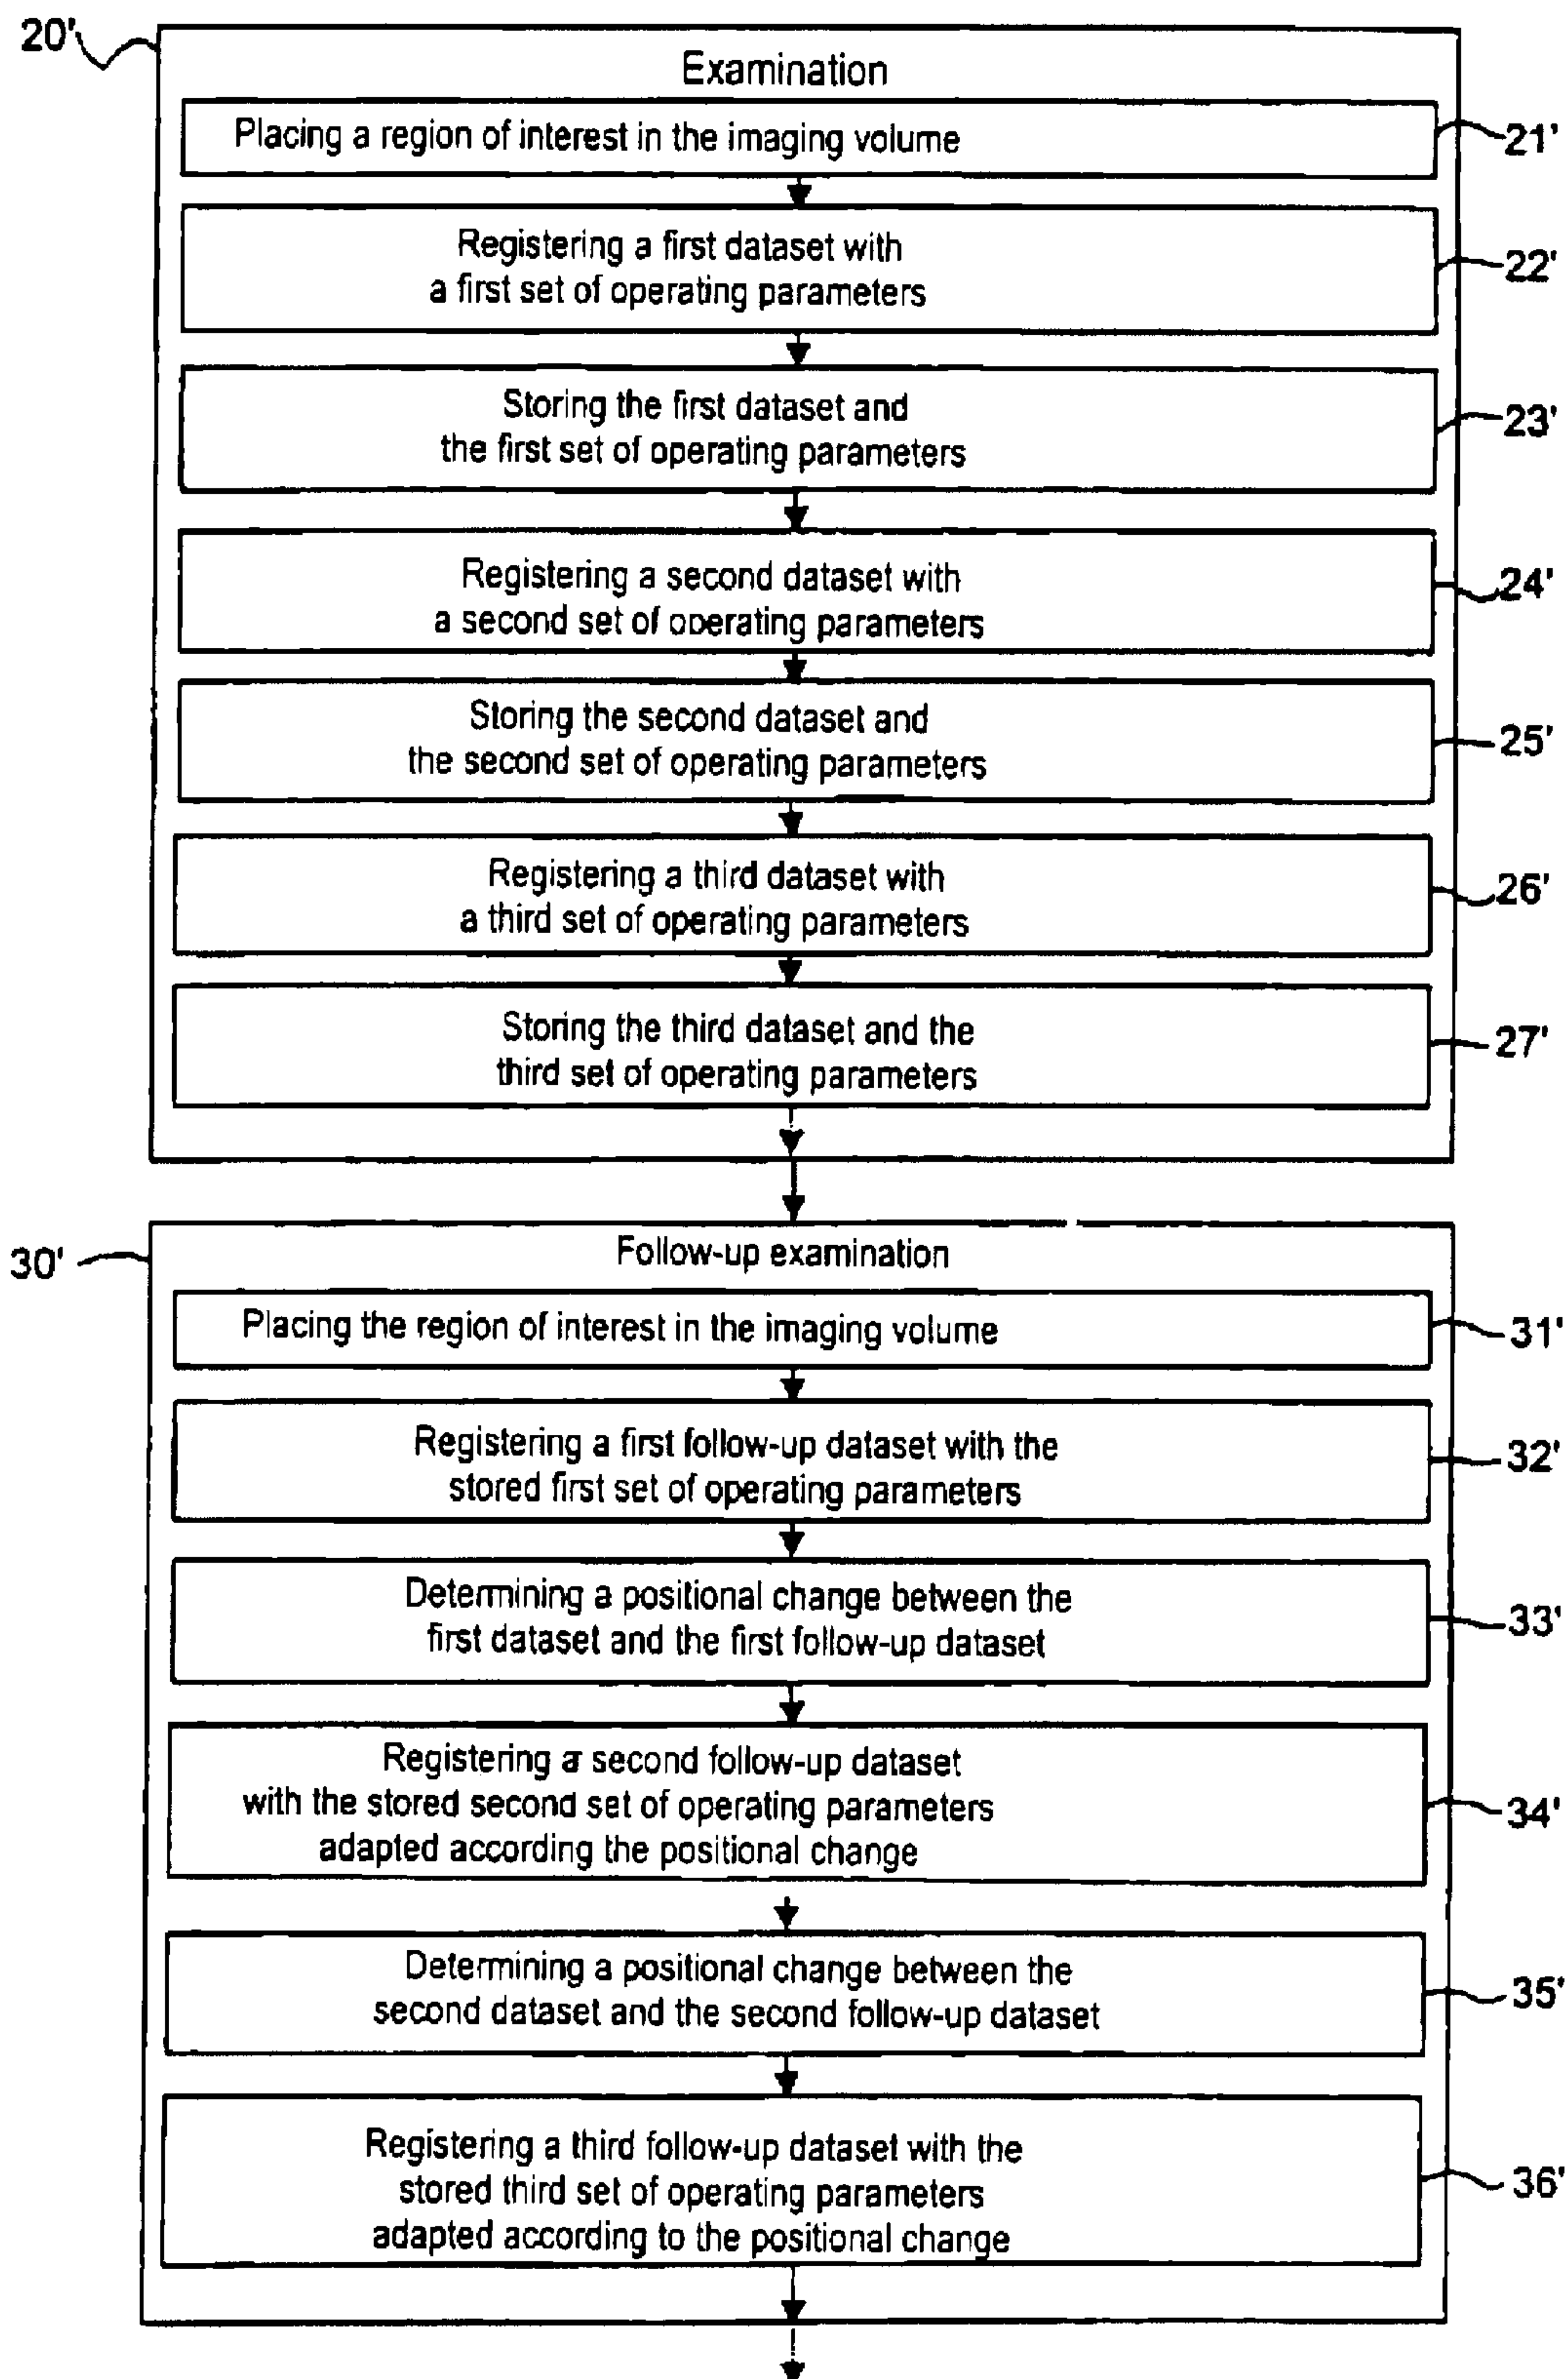 20'
Examination
Placing a region of interest in the imaging volume
21'
Registering a first dataset with
a first set of operating parameters
22'
Storing the first dataset and
the first set of operating parameters
23'
Registering a second dataset with
a second set of operating parameters
24'
Storing the second dataset and
the second set of operating parameters
25'
Registering a third dataset with
a third set of operating parameters
26'
Storing the third dataset and the
third set of operating parameters
27'
30'
Follow-up examination
Placing the region of interest in the imaging volume
31'
Registering a first follow-up dataset with the
stored first set of operating parameters
32'
Determining a positional change between the
first dataset and the first follow-up dataset
33'
Registering a second follow-up dataset
with the stored second set of operating parameters
adapted according the positional change
34'
Determining a positional change between the
second dataset and the second follow-up dataset
35'
Registering a third follow-up dataset with the
stored third set of operating parameters
adapted according to the positional change
36'